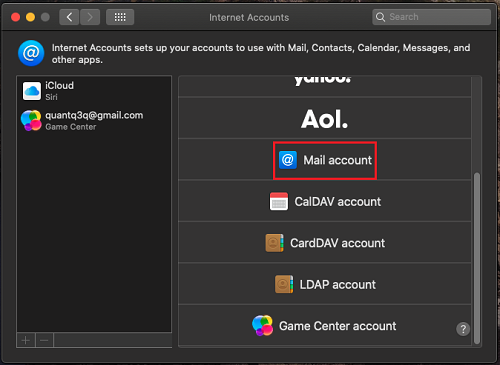 Internet Accounts
Search
Internet Accounts sets up your accounts to use with Mail, Contacts, Calendar, Messages, and
other apps.
iCloud
Siri
quantq3q@gmail.com
Game Center
yahoo!
Aol.
@ Mail account
CalDAV account
CardDAV account
LDAP account
Game Center account
?
+ −